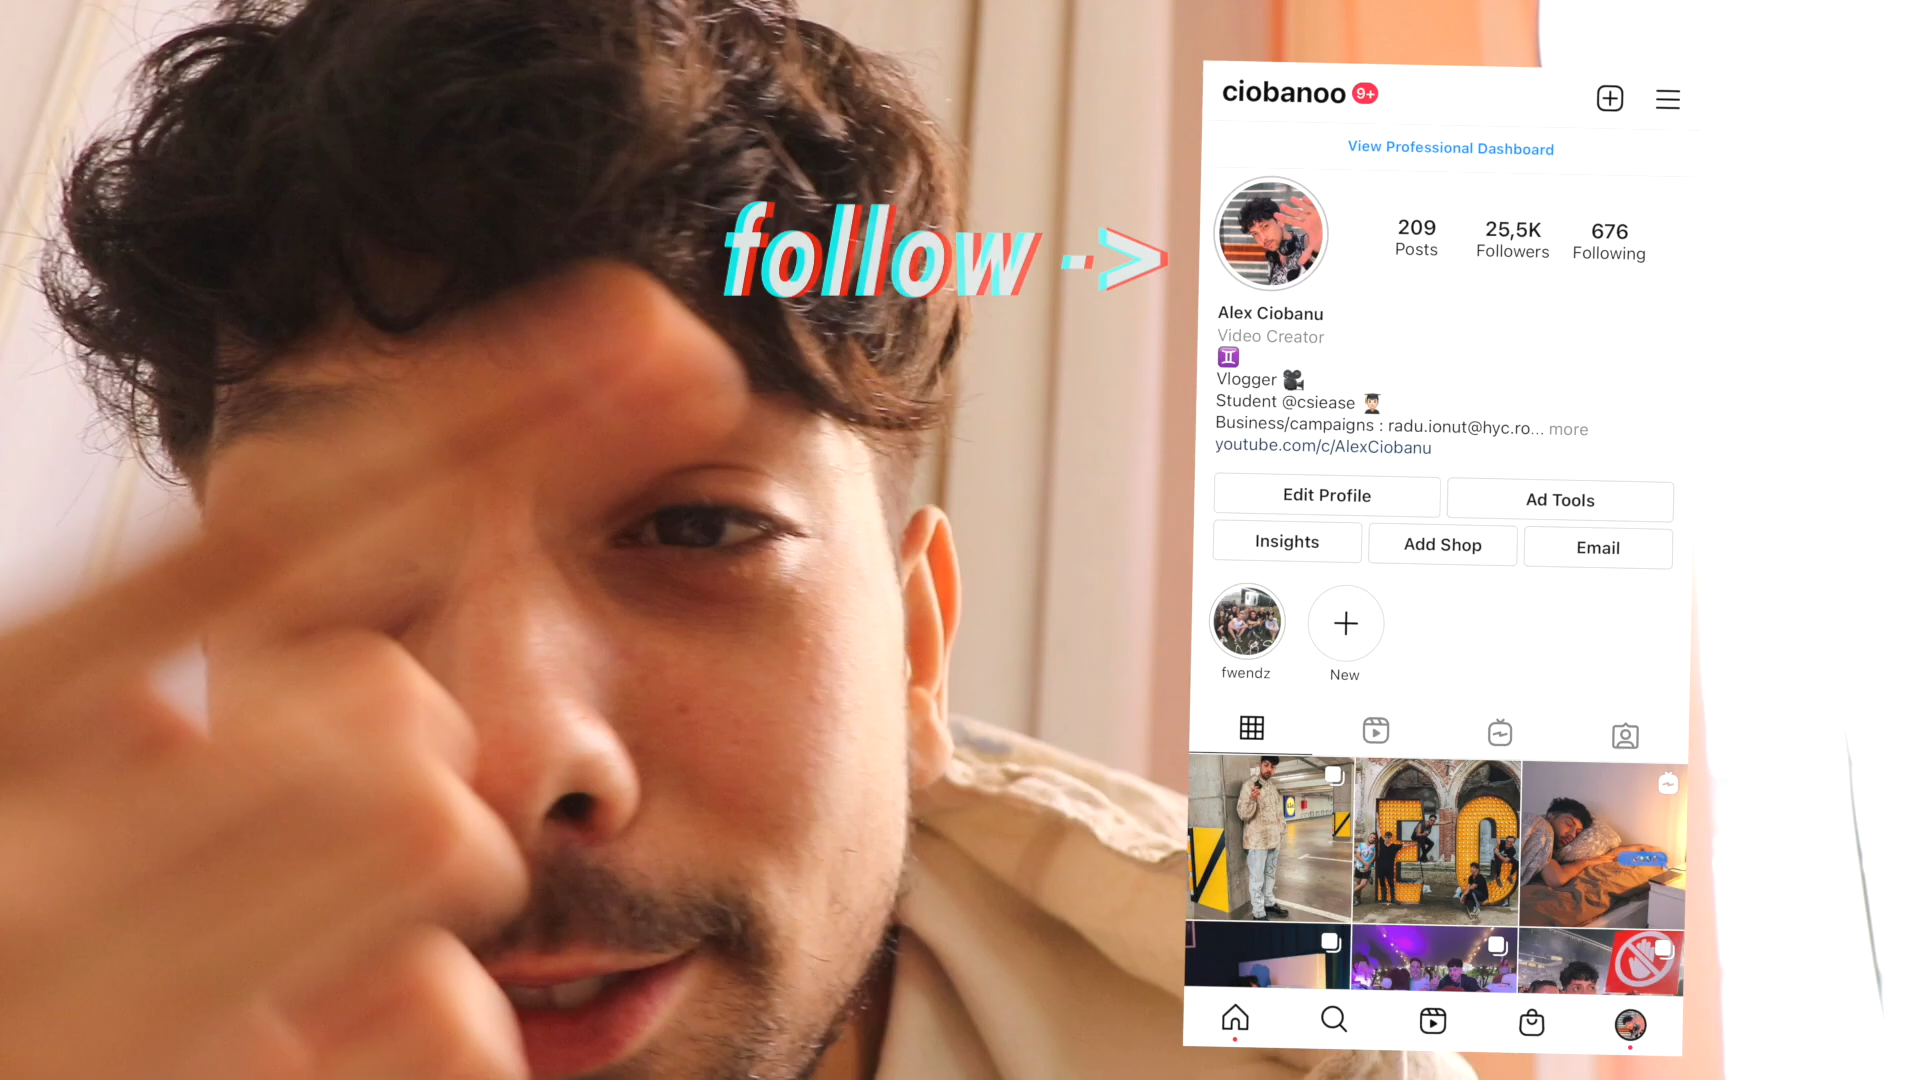 follow ->
ciobanoo 9+
View Professional Dashboard
209 25,5K 676
Posts Followers Following
Alex Ciobanu
Video Creator
♊
Vlogger 🎥
Student @csiease 👨🏻‍🎓
Business/campaigns : radu.ionut@hyc.ro... more
youtube.com/c/AlexCiobanu
Edit Profile Ad Tools
Insights Add Shop Email
fwendz New
EC